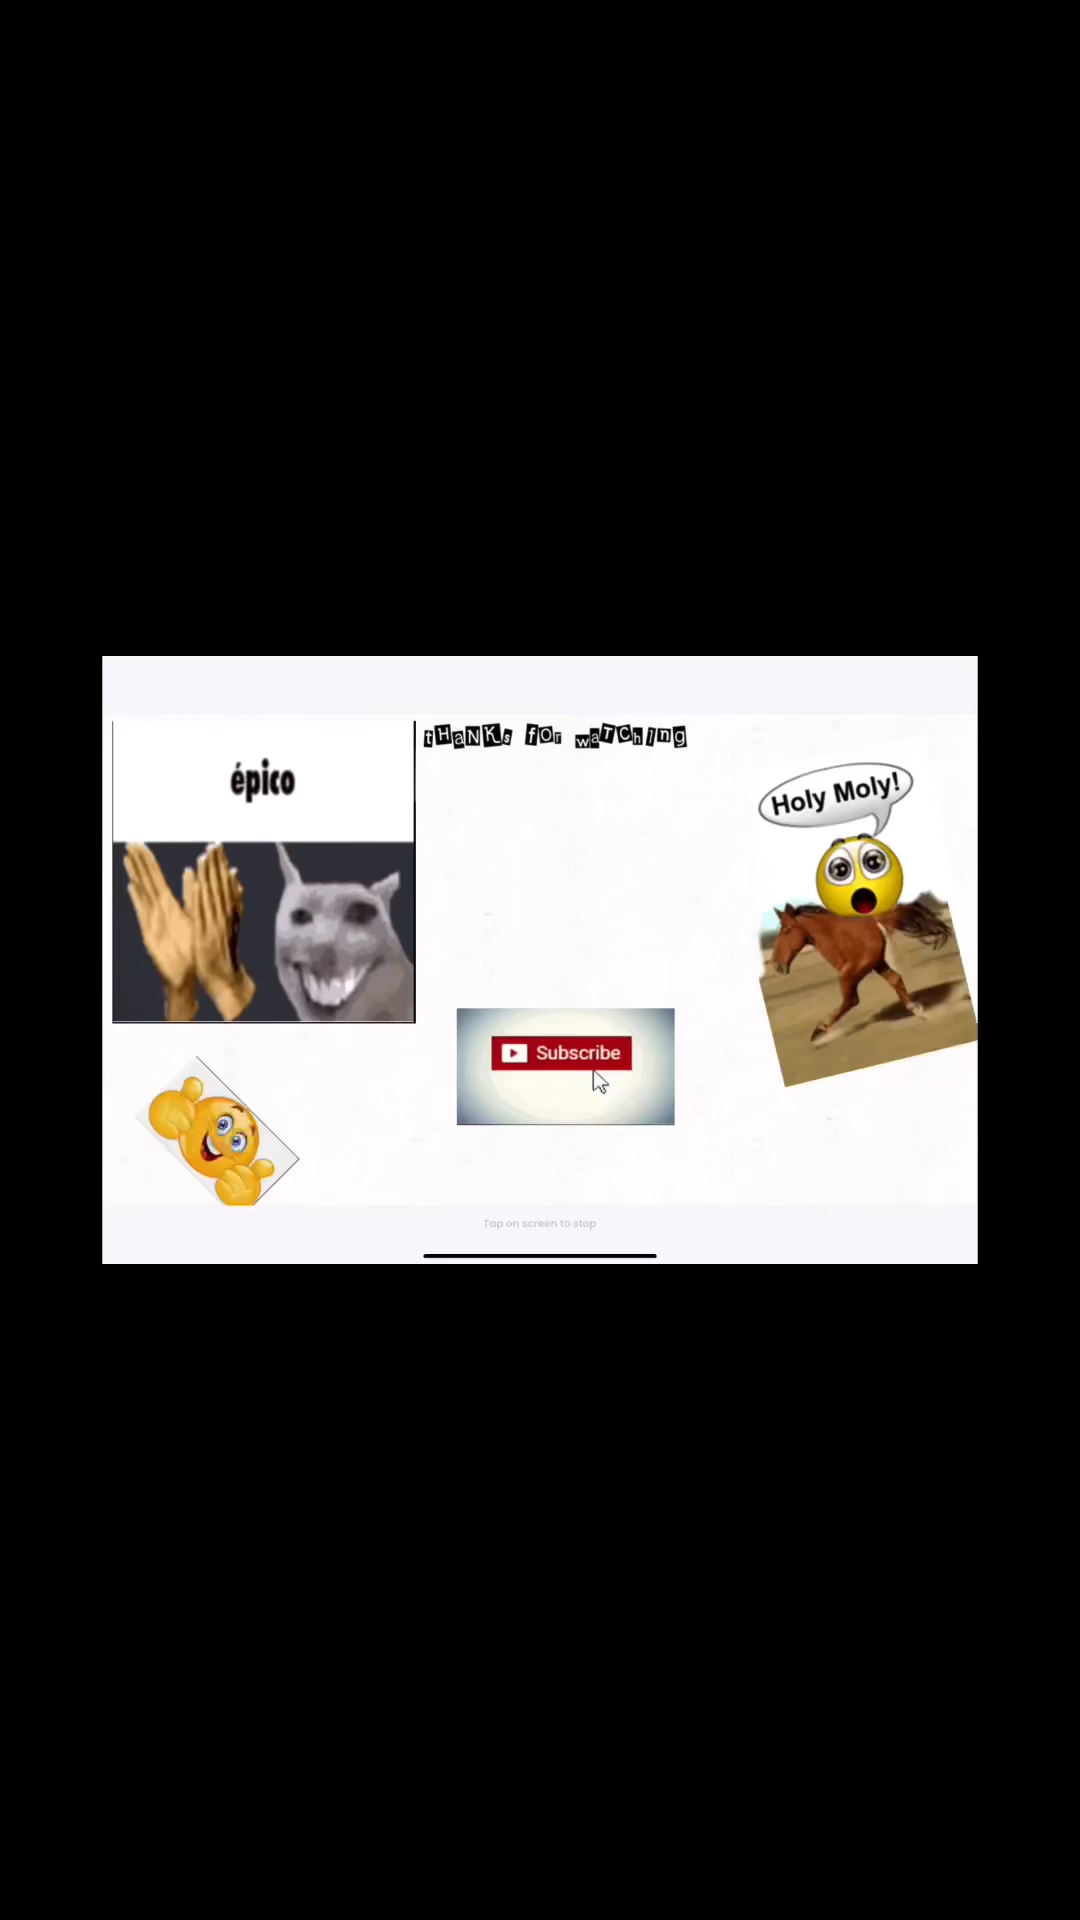 épico
tHaNKs fOr waTChIng
Holy Moly!
Subscribe
Tap on screen to stop